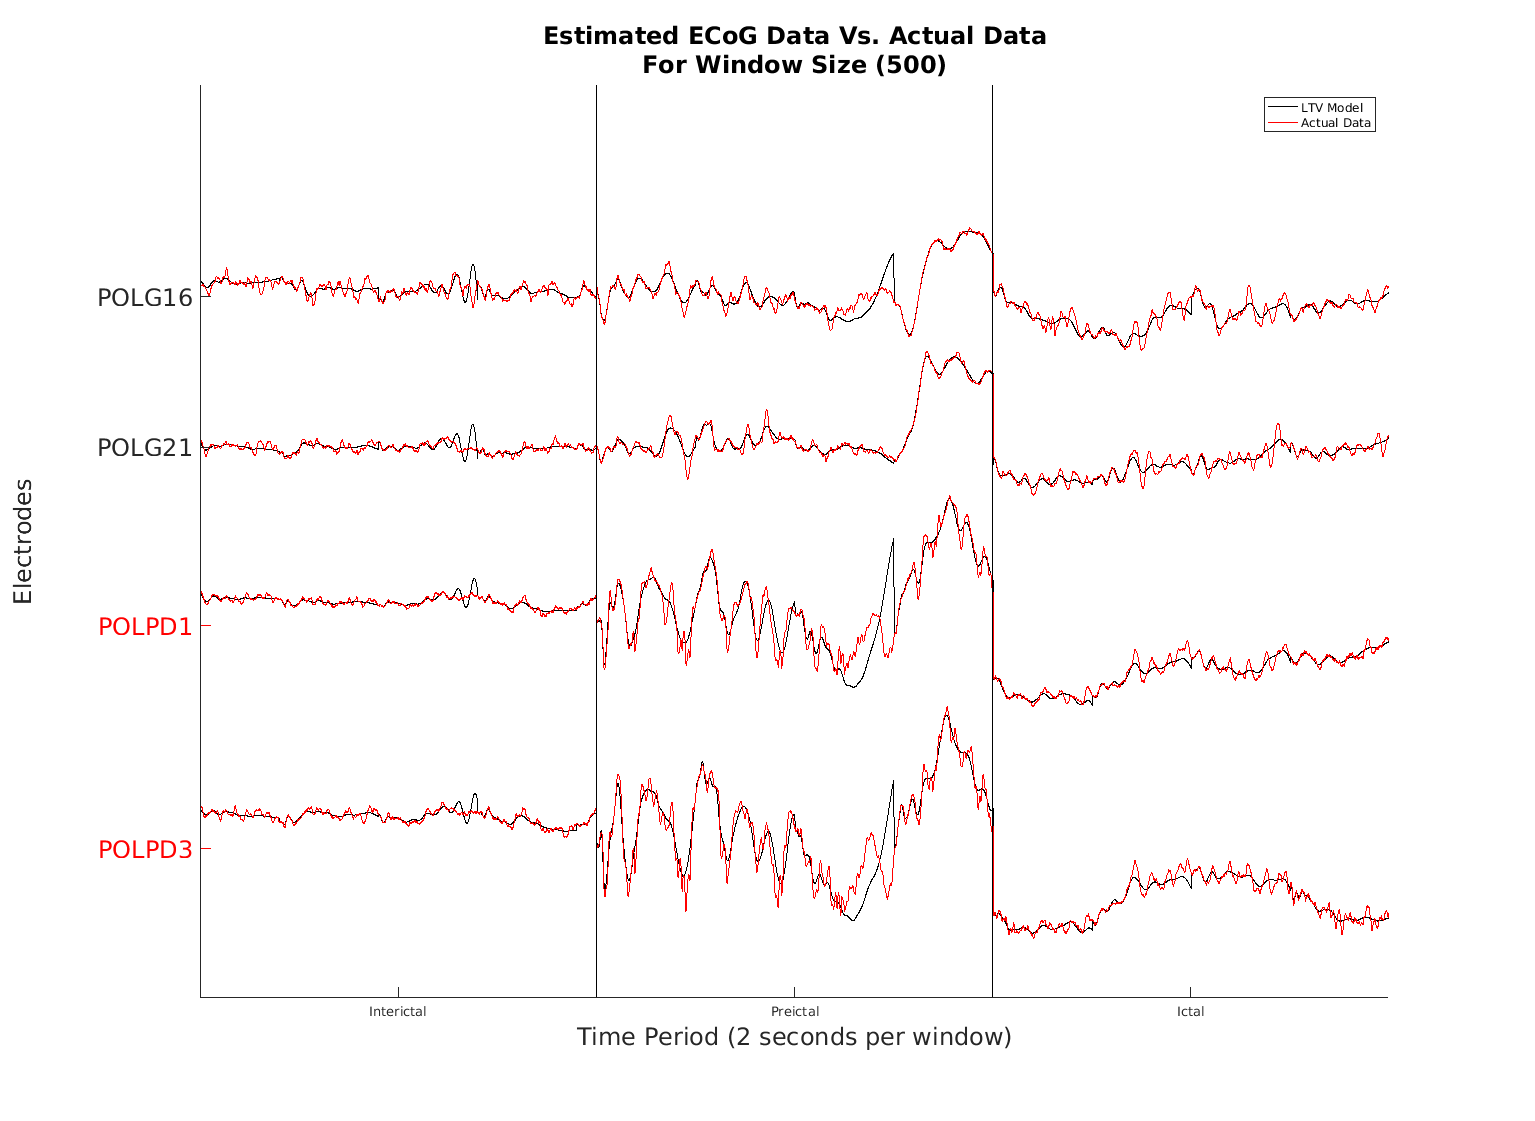 Estimated ECoG Data Vs. Actual Data
For Window Size (500)
LTV Model
Actual Data
POLG16
POLG21
POLPD1
POLPD3
Electrodes
Interictal
Preictal
Ictal
Time Period (2 seconds per window)